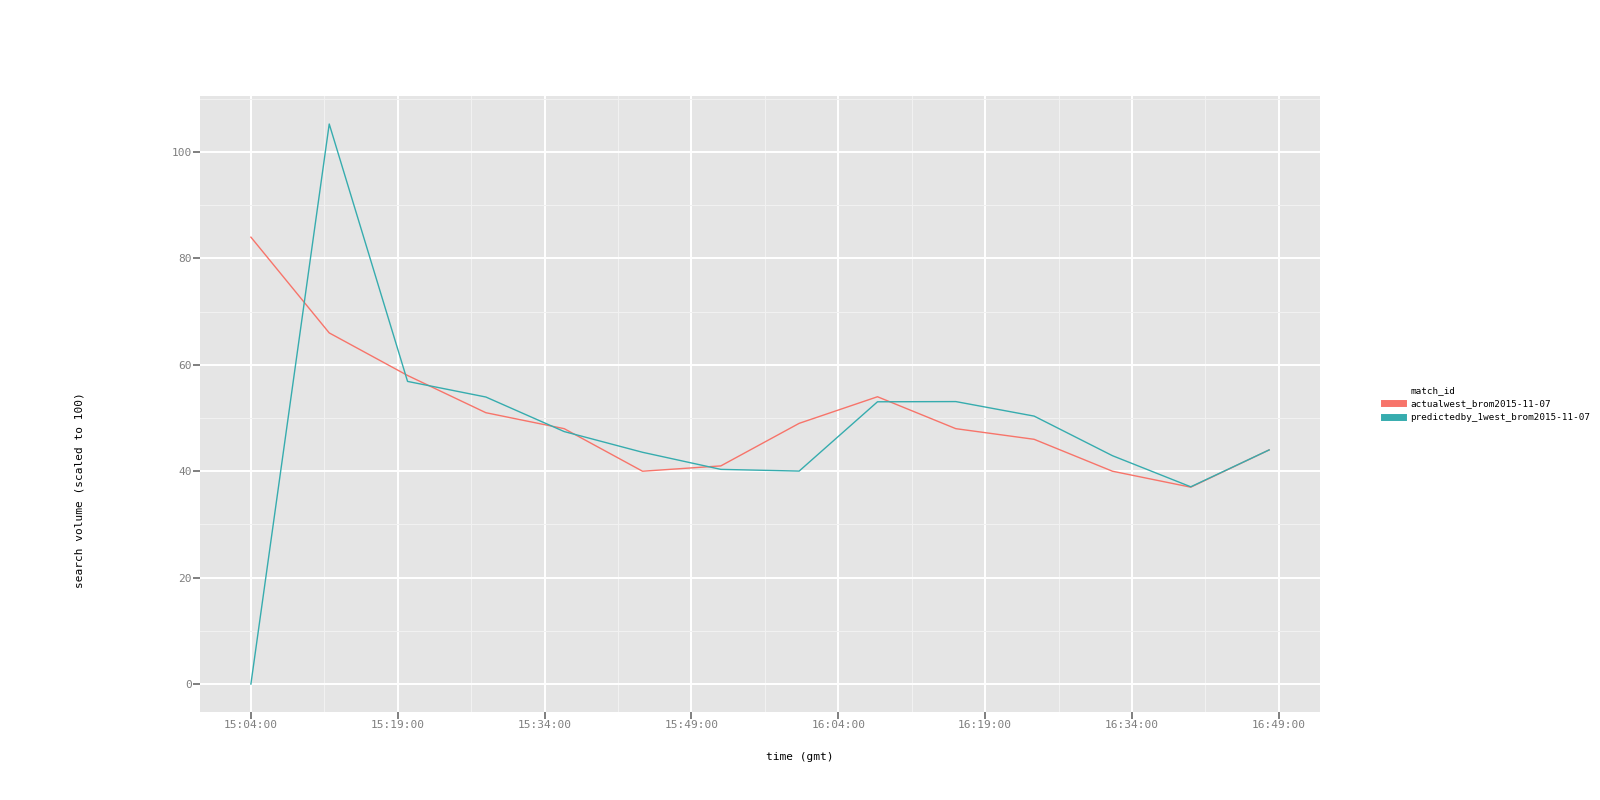 100
80
60
40
20
0
search volume (scaled to 100)
15:04:00 15:19:00 15:34:00 15:49:00 16:04:00 16:19:00 16:34:00 16:49:00
time (gmt)
match_id
actualwest_brom2015-11-07
predictedby_1west_brom2015-11-07